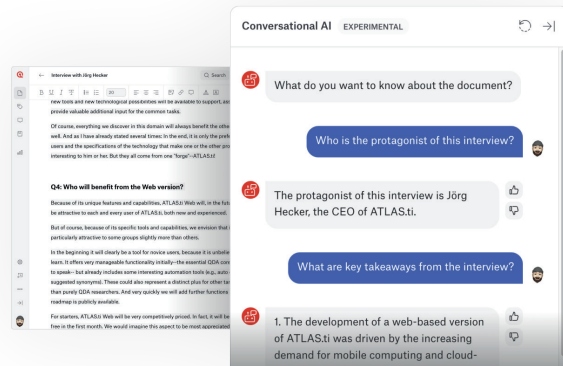 Interview with Jörg Hecker
Search
new tools and new technological possibilities will be available to support, as
provide valuable additional input for the common tasks.
Of course, everything we discover in this domain will always benefit the othe
well. And as I have already stated several times: In the end, it is only the prefe
users and the specifications of the technology that make one or the other pro
interesting to him or her. But they all come from one "forge"--ATLAS.ti!
Q4: Who will benefit from the Web version?
Because of its unique features and capabilities, ATLAS.ti Web will, in the futu
be attractive to each and every user of ATLAS.ti, both new and experienced.
But of course, because of its specific tools and capabilities, we envision that i
particularly attractive to some groups slightly more than others.
In the beginning it will clearly be a tool for novice users, because it is unbelie
learn. It offers very manageable functionality initially--the essential QDA com
to speak-- but already includes some interesting automation tools (e.g., auto
suggested synonyms). These could also represent a distinct plus for other tar
than purely QDA researchers. And very quickly we will add further functions
roadmap is publicly available.
For starters, ATLAS.ti Web will be very competitively priced. In fact, it will be
free in the first month. We would imagine this aspect to be most appreciated
Conversational AI EXPERIMENTAL
What do you want to know about the document?
Who is the protagonist of this interview?
The protagonist of this interview is Jörg
Hecker, the CEO of ATLAS.ti.
What are key takeaways from the interview?
1. The development of a web-based version
of ATLAS.ti was driven by the increasing
demand for mobile computing and cloud-